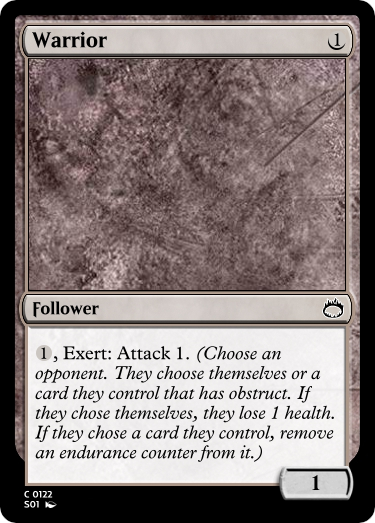 Warrior 1
Follower
1, Exert: Attack 1. (Choose an
opponent. They choose themselves or a
card they control that has obstruct. If
they chose themselves, they lose 1 health.
If they chose a card they control, remove
an endurance counter from it.)
1
C 0122
S01